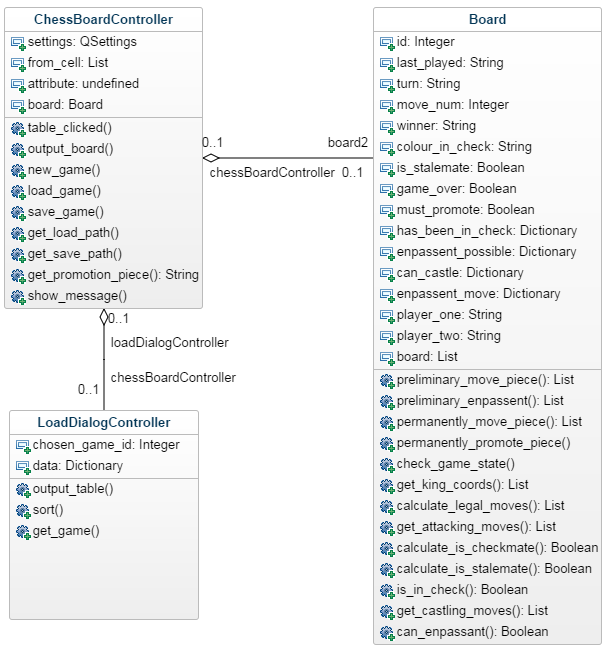 ChessBoardController
settings: QSettings
from_cell: List
attribute: undefined
board: Board
table_clicked()
output_board()
new_game()
load_game()
save_game()
get_load_path()
get_save_path()
get_promotion_piece(): String
show_message()
0..1
board2
chessBoardController
0..1
0..1
loadDialogController
chessBoardController
0..1
LoadDialogController
chosen_game_id: Integer
data: Dictionary
output_table()
sort()
get_game()
Board
id: Integer
last_played: String
turn: String
move_num: Integer
winner: String
colour_in_check: String
is_stalemate: Boolean
game_over: Boolean
must_promote: Boolean
has_been_in_check: Dictionary
enpassent_possible: Dictionary
can_castle: Dictionary
enpassent_move: Dictionary
player_one: String
player_two: String
board: List
preliminary_move_piece(): List
preliminary_enpassent(): List
permanently_move_piece(): List
permanently_promote_piece()
check_game_state()
get_king_coords(): List
calculate_legal_moves(): List
get_attacking_moves(): List
calculate_is_checkmate(): Boolean
calculate_is_stalemate(): Boolean
is_in_check(): Boolean
get_castling_moves(): List
can_enpassant(): Boolean